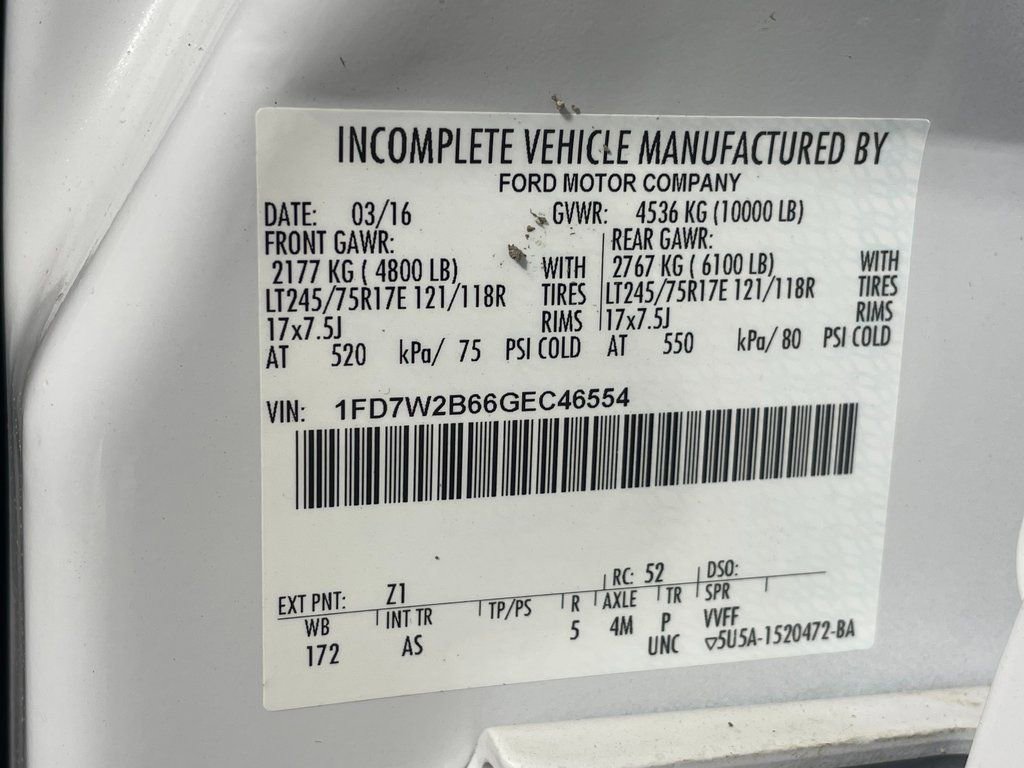 INCOMPLETE VEHICLE MANUFACTURED BY
FORD MOTOR COMPANY
DATE: 03/16 GVWR: 4536 KG (10000 LB)
FRONT GAWR: REAR GAWR:
2177 KG ( 4800 LB) WITH 2767 KG ( 6100 LB) WITH
LT245/75R17E 121/118R TIRES LT245/75R17E 121/118R TIRES
17x7.5J RIMS 17x7.5J RIMS
AT 520 kPa/ 75 PSI COLD AT 550 kPa/ 80 PSI COLD
VIN: 1FD7W2B66GEC46554
EXT PNT: Z1 RC: 52 DSO:
WB INT TR TP/PS R AXLE TR SPR
172 AS 5 4M P VVFF
UNC ▽5U5A-1520472-BA